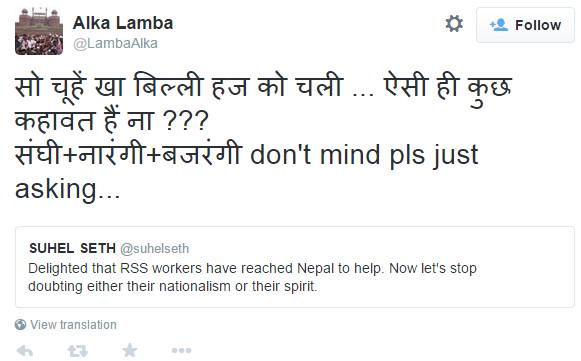 Alka Lamba
@LambaAlka
Follow
सो चूहें खा बिल्ली हज को चली ... ऐसी ही कुछ
कहावत हैं ना ???
संघी+नारंगी+बजरंगी don't mind pls just
asking...
SUHEL SETH @suhelseth
Delighted that RSS workers have reached Nepal to help. Now let's stop
doubting either their nationalism or their spirit.
View translation